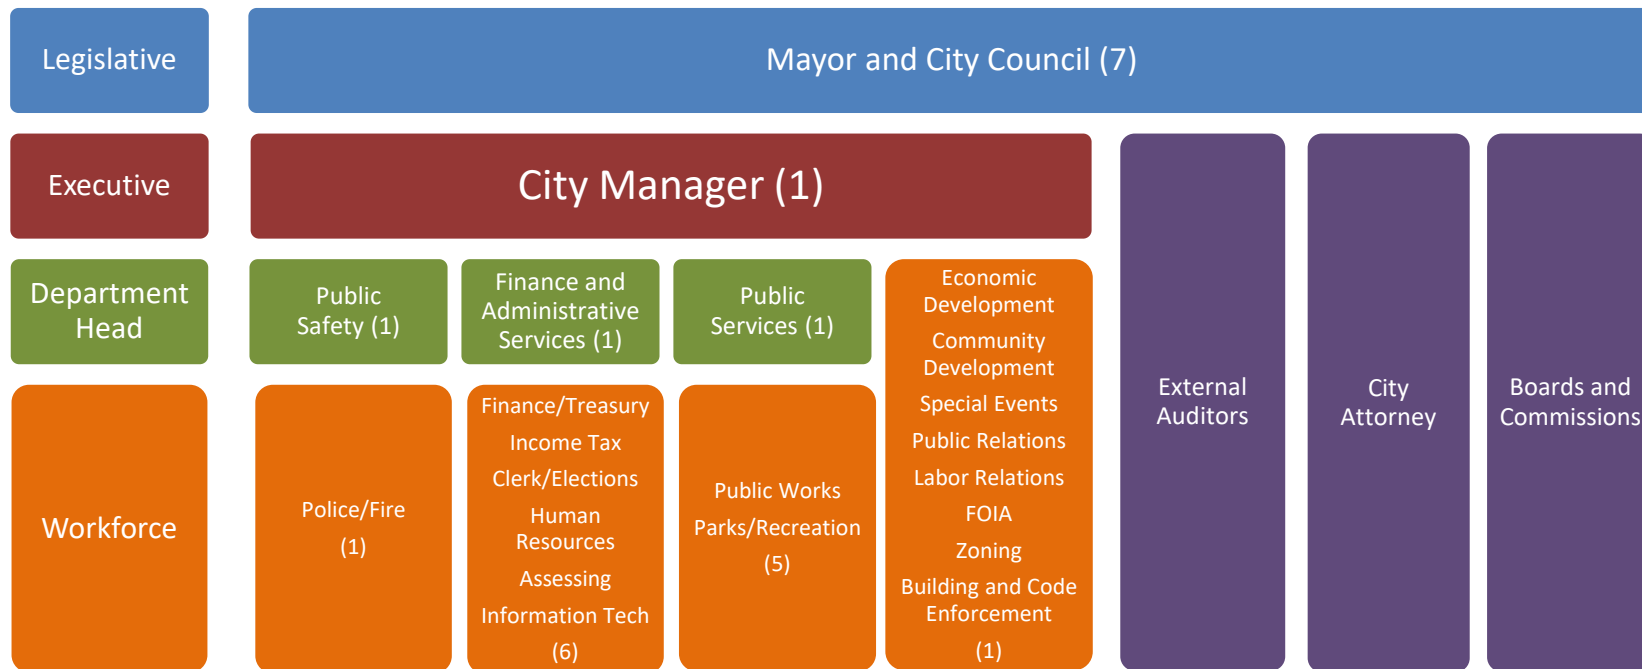 Legislative
Mayor and City Council (7)
Executive
City Manager (1)
Department
Head
Public
Safety (1)
Finance and
Administrative
Services (1)
Public
Services (1)
Economic
Development
Community
Development
Special Events
Public Relations
Labor Relations
FOIA
Zoning
Building and Code
Enforcement
(1)
External
Auditors
City
Attorney
Boards and
Commissions
Workforce
Police/Fire
(1)
Finance/Treasury
Income Tax
Clerk/Elections
Human
Resources
Assessing
Information Tech
(6)
Public Works
Parks/Recreation
(5)